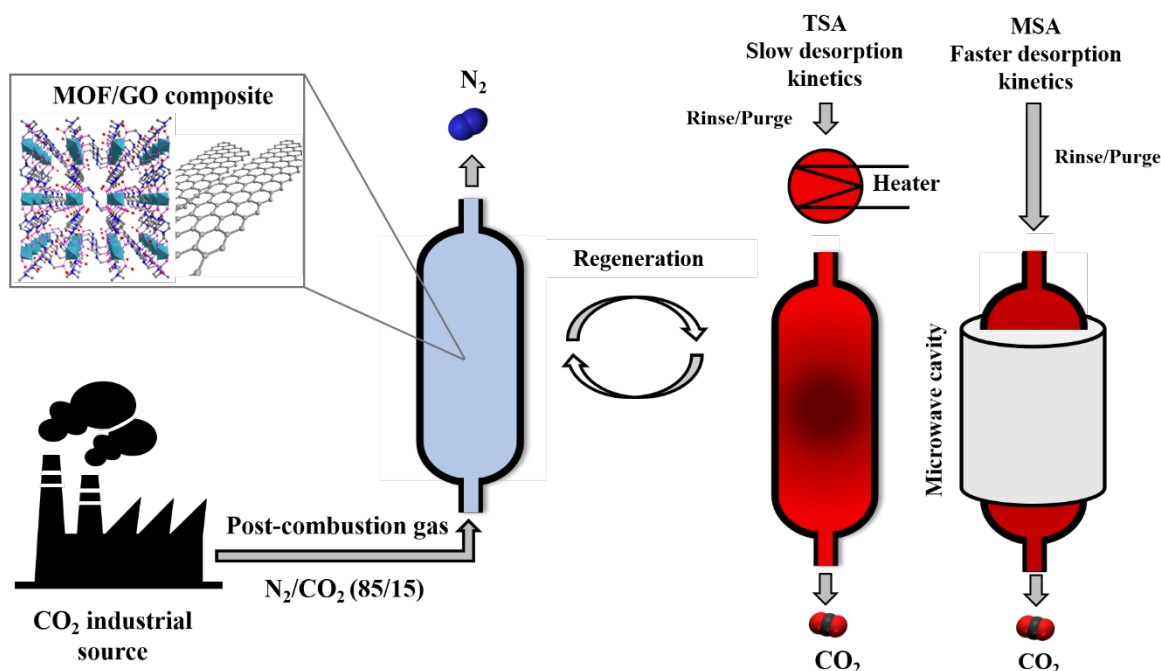 MOF/GO composite
N₂
CO₂ industrial
source
Post-combustion gas
N₂/CO₂ (85/15)
Regeneration
TSA
Slow desorption
kinetics
Rinse/Purge
Heater
CO₂
MSA
Faster desorption
kinetics
Rinse/Purge
Microwave cavity
CO₂